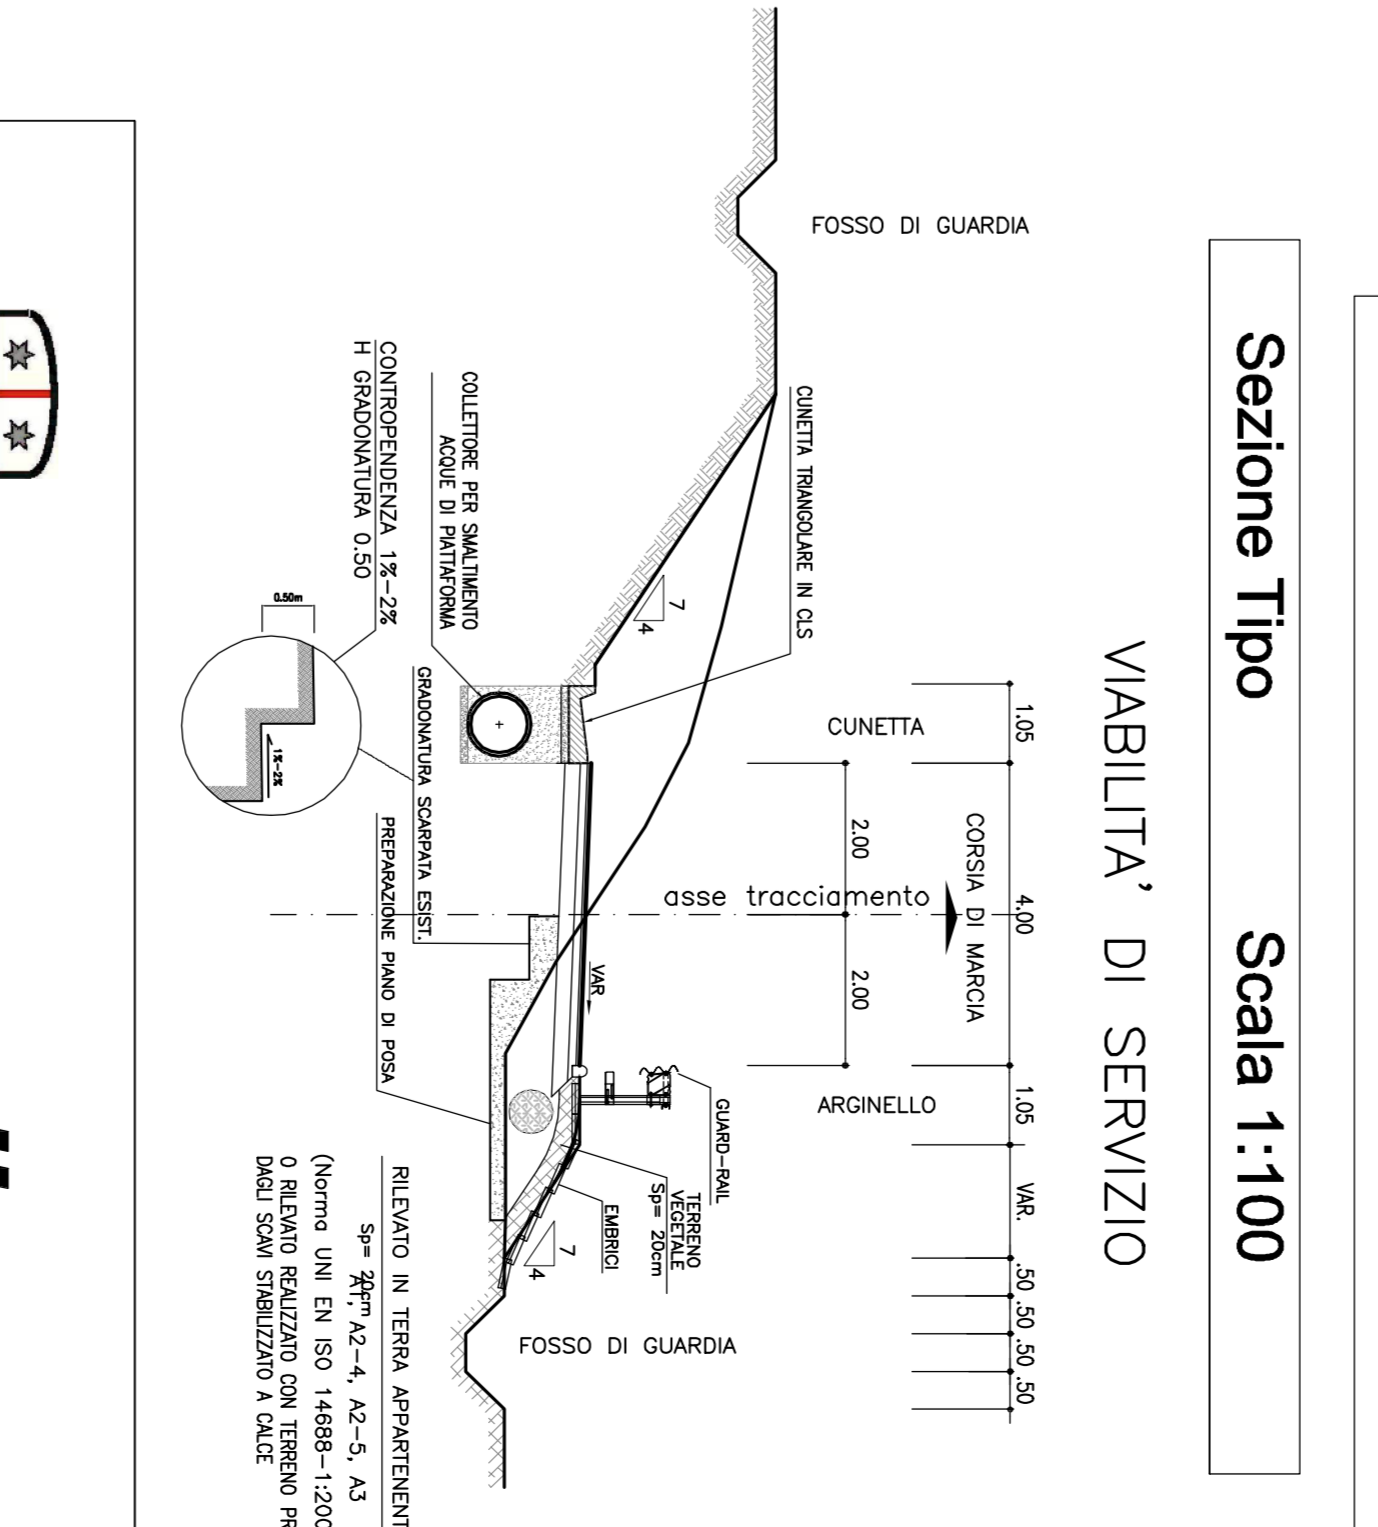 Sezione Tipo Scala 1:100
VIABILITA' DI SERVIZIO
1.05
4.00
1.05
VAR.
.50
.50
.50
.50
CUNETTA
CORSIA DI MARCIA
ARGINELLO
2.00
2.00
asse tracciamento
FOSSO DI GUARDIA
CUNETTA TRIANGOLARE IN CLS
7
4
VAR
GUARD-RAIL
TERRENO
VEGETALE
Sp= 20cm
EMBRICI
7
4
FOSSO DI GUARDIA
COLLETTORE PER SMALTIMENTO
ACQUE DI PIATTAFORMA
CONTROPENDENZA 1%-2%
H GRADONATURA 0.50
0.50m
1%-2%
GRADONATURA SCARPATA ESIST.
PREPARAZIONE PIANO DI POSA
RILEVATO IN TERRA APPARTENENT
Sp= 20cm
A1, A2-4, A2-5, A3
(Norma UNI EN ISO 14688-1:200
O RILEVATO REALIZZATO CON TERRENO PR
DAGLI SCAVI STABILIZZATO A CALCE